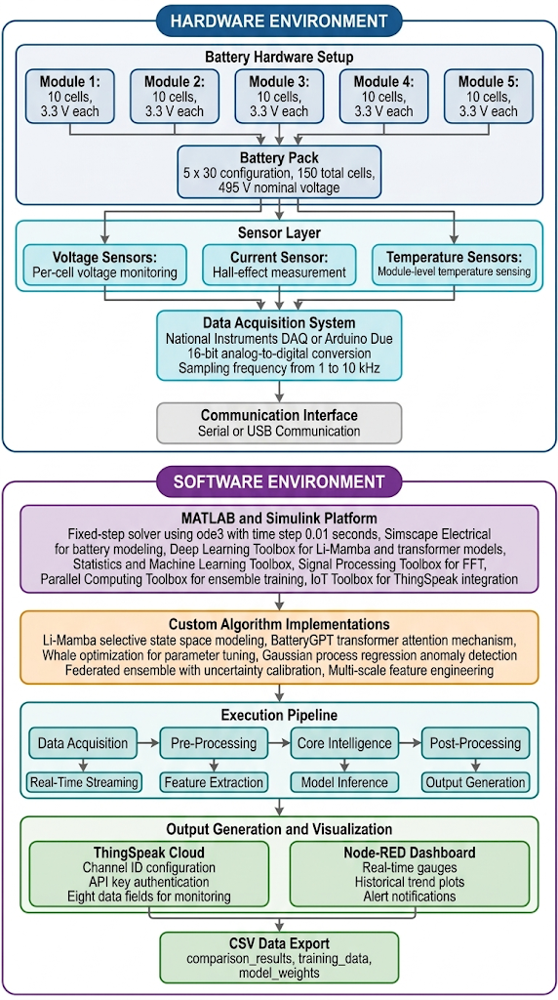 HARDWARE ENVIRONMENT
Battery Hardware Setup
Module 1:
10 cells,
3.3 V each
Module 2:
10 cells,
3.3 V each
Module 3:
10 cells,
3.3 V each
Module 4:
10 cells,
3.3 V each
Module 5:
10 cells,
3.3 V each
Battery Pack
5 x 30 configuration, 150 total cells,
495 V nominal voltage
Sensor Layer
Voltage Sensors:
Per-cell voltage monitoring
Current Sensor:
Hall-effect measurement
Temperature Sensors:
Module-level temperature sensing
Data Acquisition System
National Instruments DAQ or Arduino Due
16-bit analog-to-digital conversion
Sampling frequency from 1 to 10 kHz
Communication Interface
Serial or USB Communication
SOFTWARE ENVIRONMENT
MATLAB and Simulink Platform
Fixed-step solver using ode3 with time step 0.01 seconds, Simscape Electrical
for battery modeling, Deep Learning Toolbox for Li-Mamba and transformer models,
Statistics and Machine Learning Toolbox, Signal Processing Toolbox for FFT,
Parallel Computing Toolbox for ensemble training, IoT Toolbox for ThingSpeak integration
Custom Algorithm Implementations
Li-Mamba selective state space modeling, BatteryGPT transformer attention mechanism,
Whale optimization for parameter tuning, Gaussian process regression anomaly detection
Federated ensemble with uncertainty calibration, Multi-scale feature engineering
Execution Pipeline
Data Acquisition
Pre-Processing
Core Intelligence
Post-Processing
Real-Time Streaming
Feature Extraction
Model Inference
Output Generation
Output Generation and Visualization
ThingSpeak Cloud
Channel ID configuration
API key authentication
Eight data fields for monitoring
Node-RED Dashboard
Real-time gauges
Historical trend plots
Alert notifications
CSV Data Export
comparison_results, training_data,
model_weights